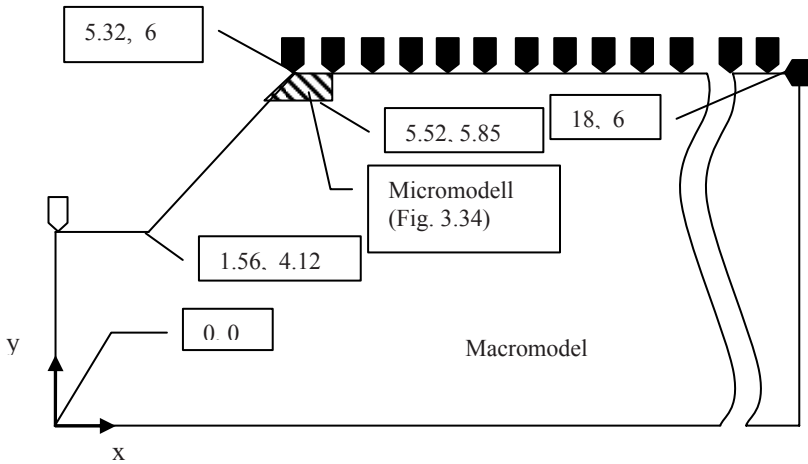 5.32, 6
18, 6
5.52, 5.85
Micromodell
(Fig. 3.34)
1.56, 4.12
0, 0
Macromodel
y
x